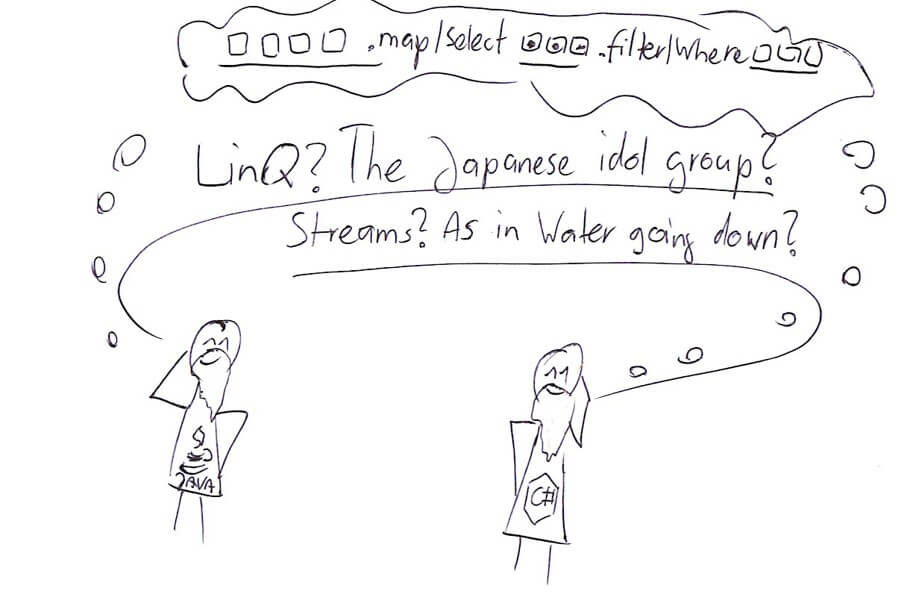 .map/select .filter/where
LinQ? The Japanese idol group?
Streams? As in Water going down?
JAVA
C#